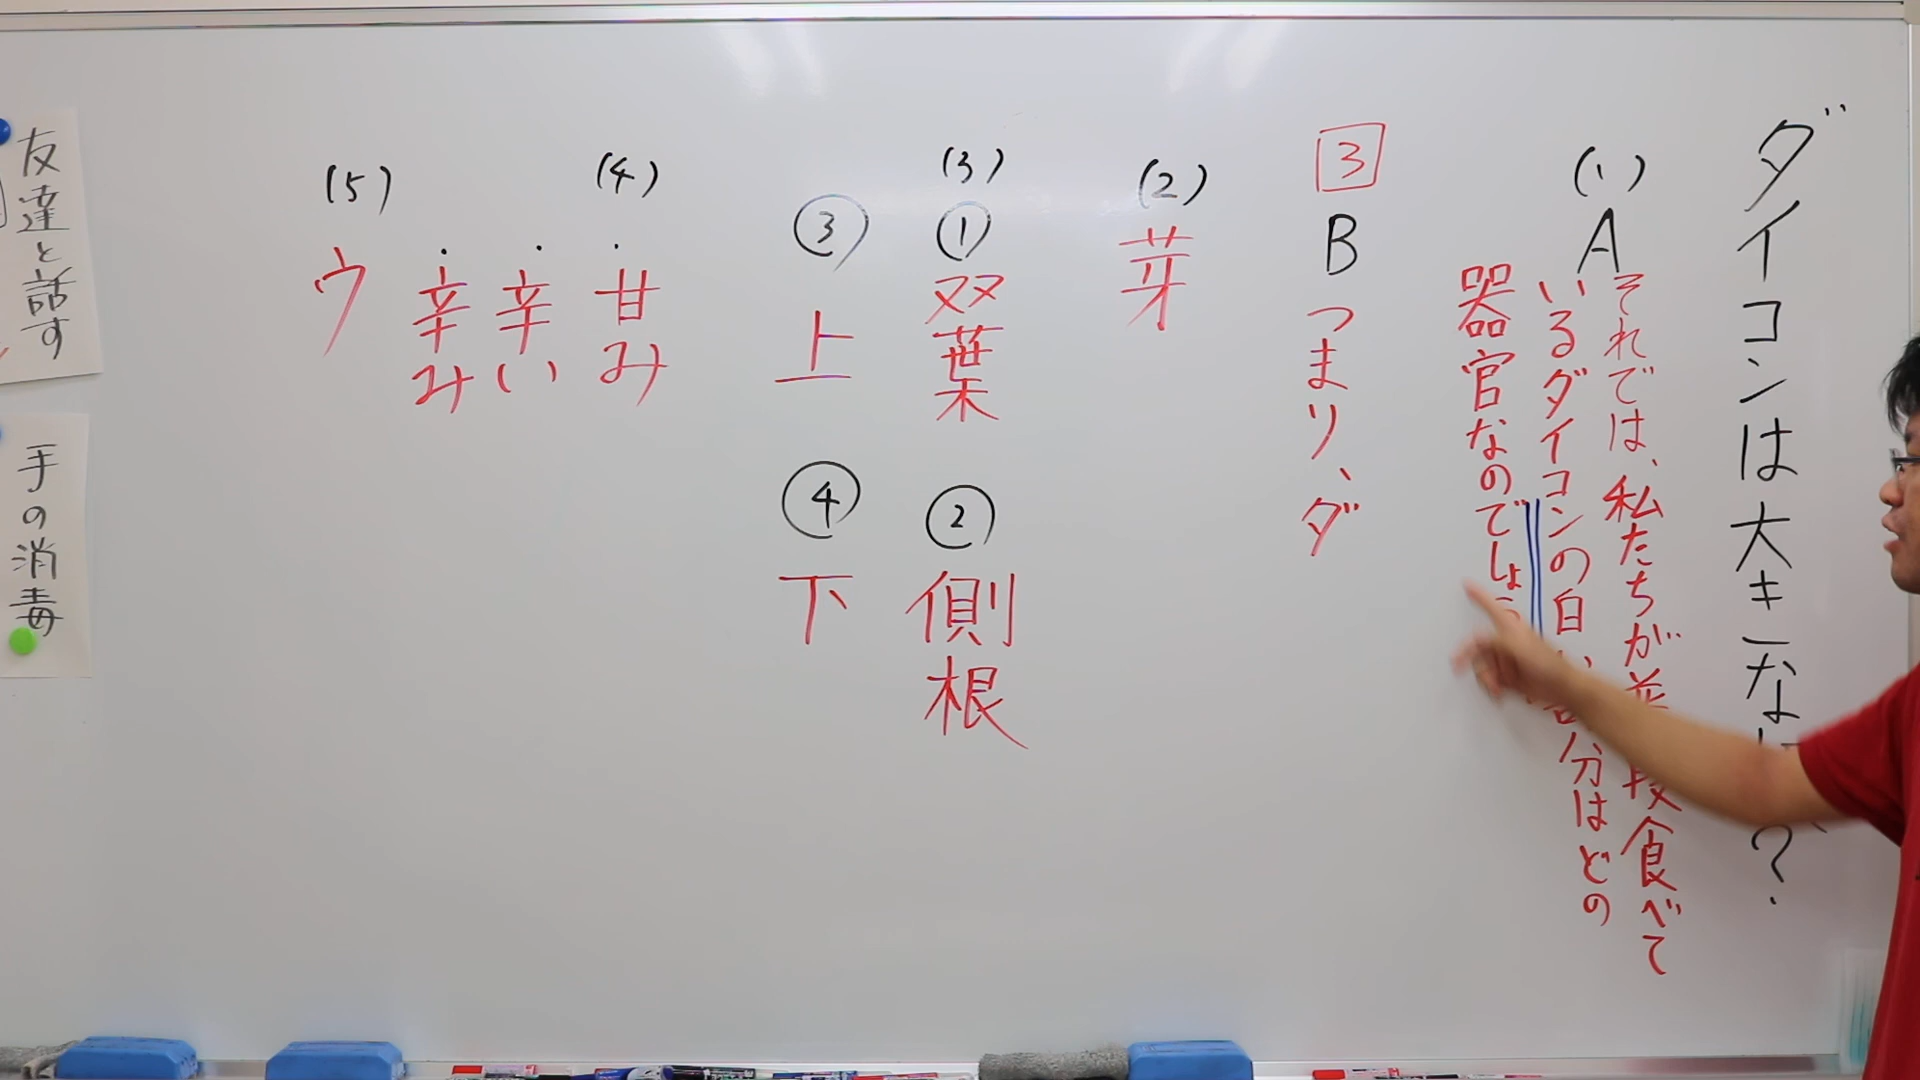 ダイコンは大きな ?
(1)
A
それでは、私たちが 食べて
いるダイコンの白い 分はどの
器官なのでしょう
3
B つまり、ダ
(2)
芽
(3)
① 双葉
② 側根
③ 上
④ 下
(4)
・甘み
・辛い
・辛み
(5)
ウ
友達と話す
手の消毒